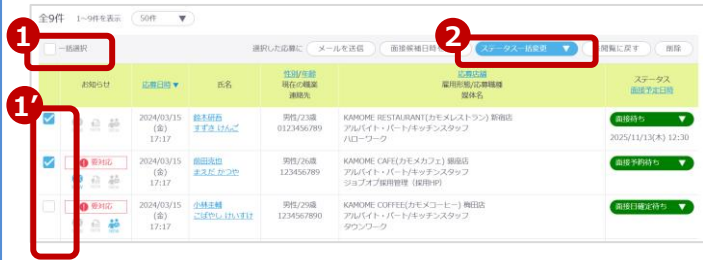 全9件 1～9件を表示 50件 ▼
1
2
一括選択 選択した応募に メールを送信 面接候補日時 ステータス一括変更 ▼ 閲覧に戻す 削除
お知らせ 応募日時▼ 氏名 性別/年齢 現在の職業 連絡先 応募店舗 雇用形態/応募職種 媒体名 ステータス 面接予定日時
1′
2024/03/15 鈴木研吾 男性/23歳 KAMOME RESTAURANT(カモメレストラン) 新宿店 面接待ち ▼
(金) すずき けんご 0123456789 アルバイト・パート/キッチンスタッフ
17:17 ハローワーク 2025/11/13(木) 12:30
要対応 2024/03/15 前田克也 男性/26歳 KAMOME CAFE(カモメカフェ) 銀座店 面接予約待ち ▼
(金) まえだ かつや 123456789 アルバイト・パート/キッチンスタッフ
17:17 ジョブオプ採用管理 (採用HP)
要対応 2024/03/15 小林圭輔 男性/29歳 KAMOME COFFEE(カモメコーヒー) 梅田店 面接日確定待ち ▼
(金) こばやし けいすけ 1234567890 アルバイト・パート/キッチンスタッフ
17:17 タウンワーク